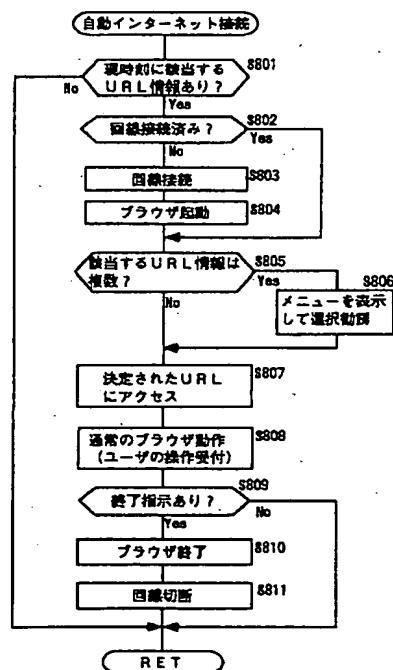 自動インターネット接続
現時刻に該当する
URL情報あり?
S801
No
Yes
回線接続済み?
S802
Yes
No
回線接続
S803
ブラウザ起動
S804
該当するURL情報は
複数?
S805
Yes
No
メニューを表示
して選択勧誘
S806
決定されたURL
にアクセス
S807
通常のブラウザ動作
(ユーザの操作受付)
S808
終了指示あり?
S809
No
Yes
ブラウザ終了
S810
回線切断
S811
RET